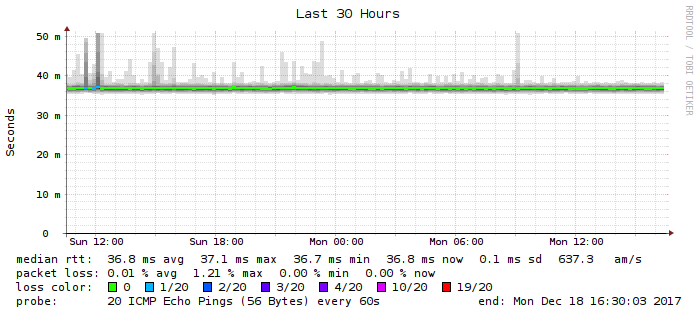 Last 30 Hours
RRDTOOL / TOBI OETIKER
Seconds
50 m
40 m
30 m
20 m
10 m
0
Sun 12:00 Sun 18:00 Mon 00:00 Mon 06:00 Mon 12:00
median rtt: 36.8 ms avg 37.1 ms max 36.7 ms min 36.8 ms now 0.1 ms sd 637.3 am/s
packet loss: 0.01 % avg 1.21 % max 0.00 % min 0.00 % now
loss color: 0 1/20 2/20 3/20 4/20 10/20 19/20
probe: 20 ICMP Echo Pings (56 Bytes) every 60s end: Mon Dec 18 16:30:03 2017